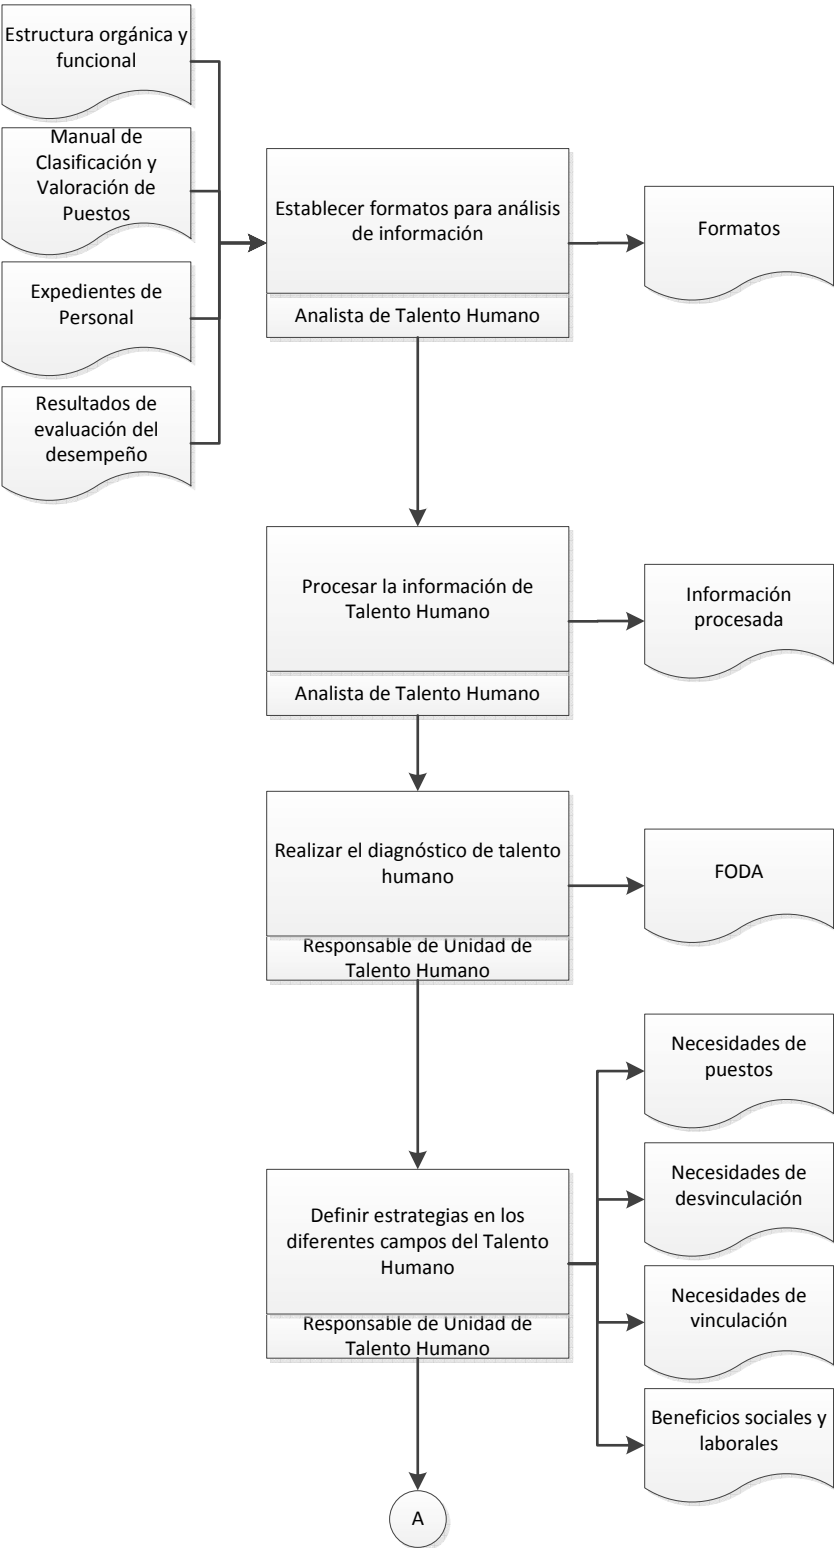 Estructura orgánica y
funcional
Manual de
Clasificación y
Valoración de
Puestos
Expedientes de
Personal
Resultados de
evaluación del
desempeño
Establecer formatos para análisis
de información
Analista de Talento Humano
Formatos
Procesar la información de
Talento Humano
Analista de Talento Humano
Información
procesada
Realizar el diagnóstico de talento
humano
Responsable de Unidad de
Talento Humano
FODA
Definir estrategias en los
diferentes campos del Talento
Humano
Responsable de Unidad de
Talento Humano
Necesidades de
puestos
Necesidades de
desvinculación
Necesidades de
vinculación
Beneficios sociales y
laborales
A